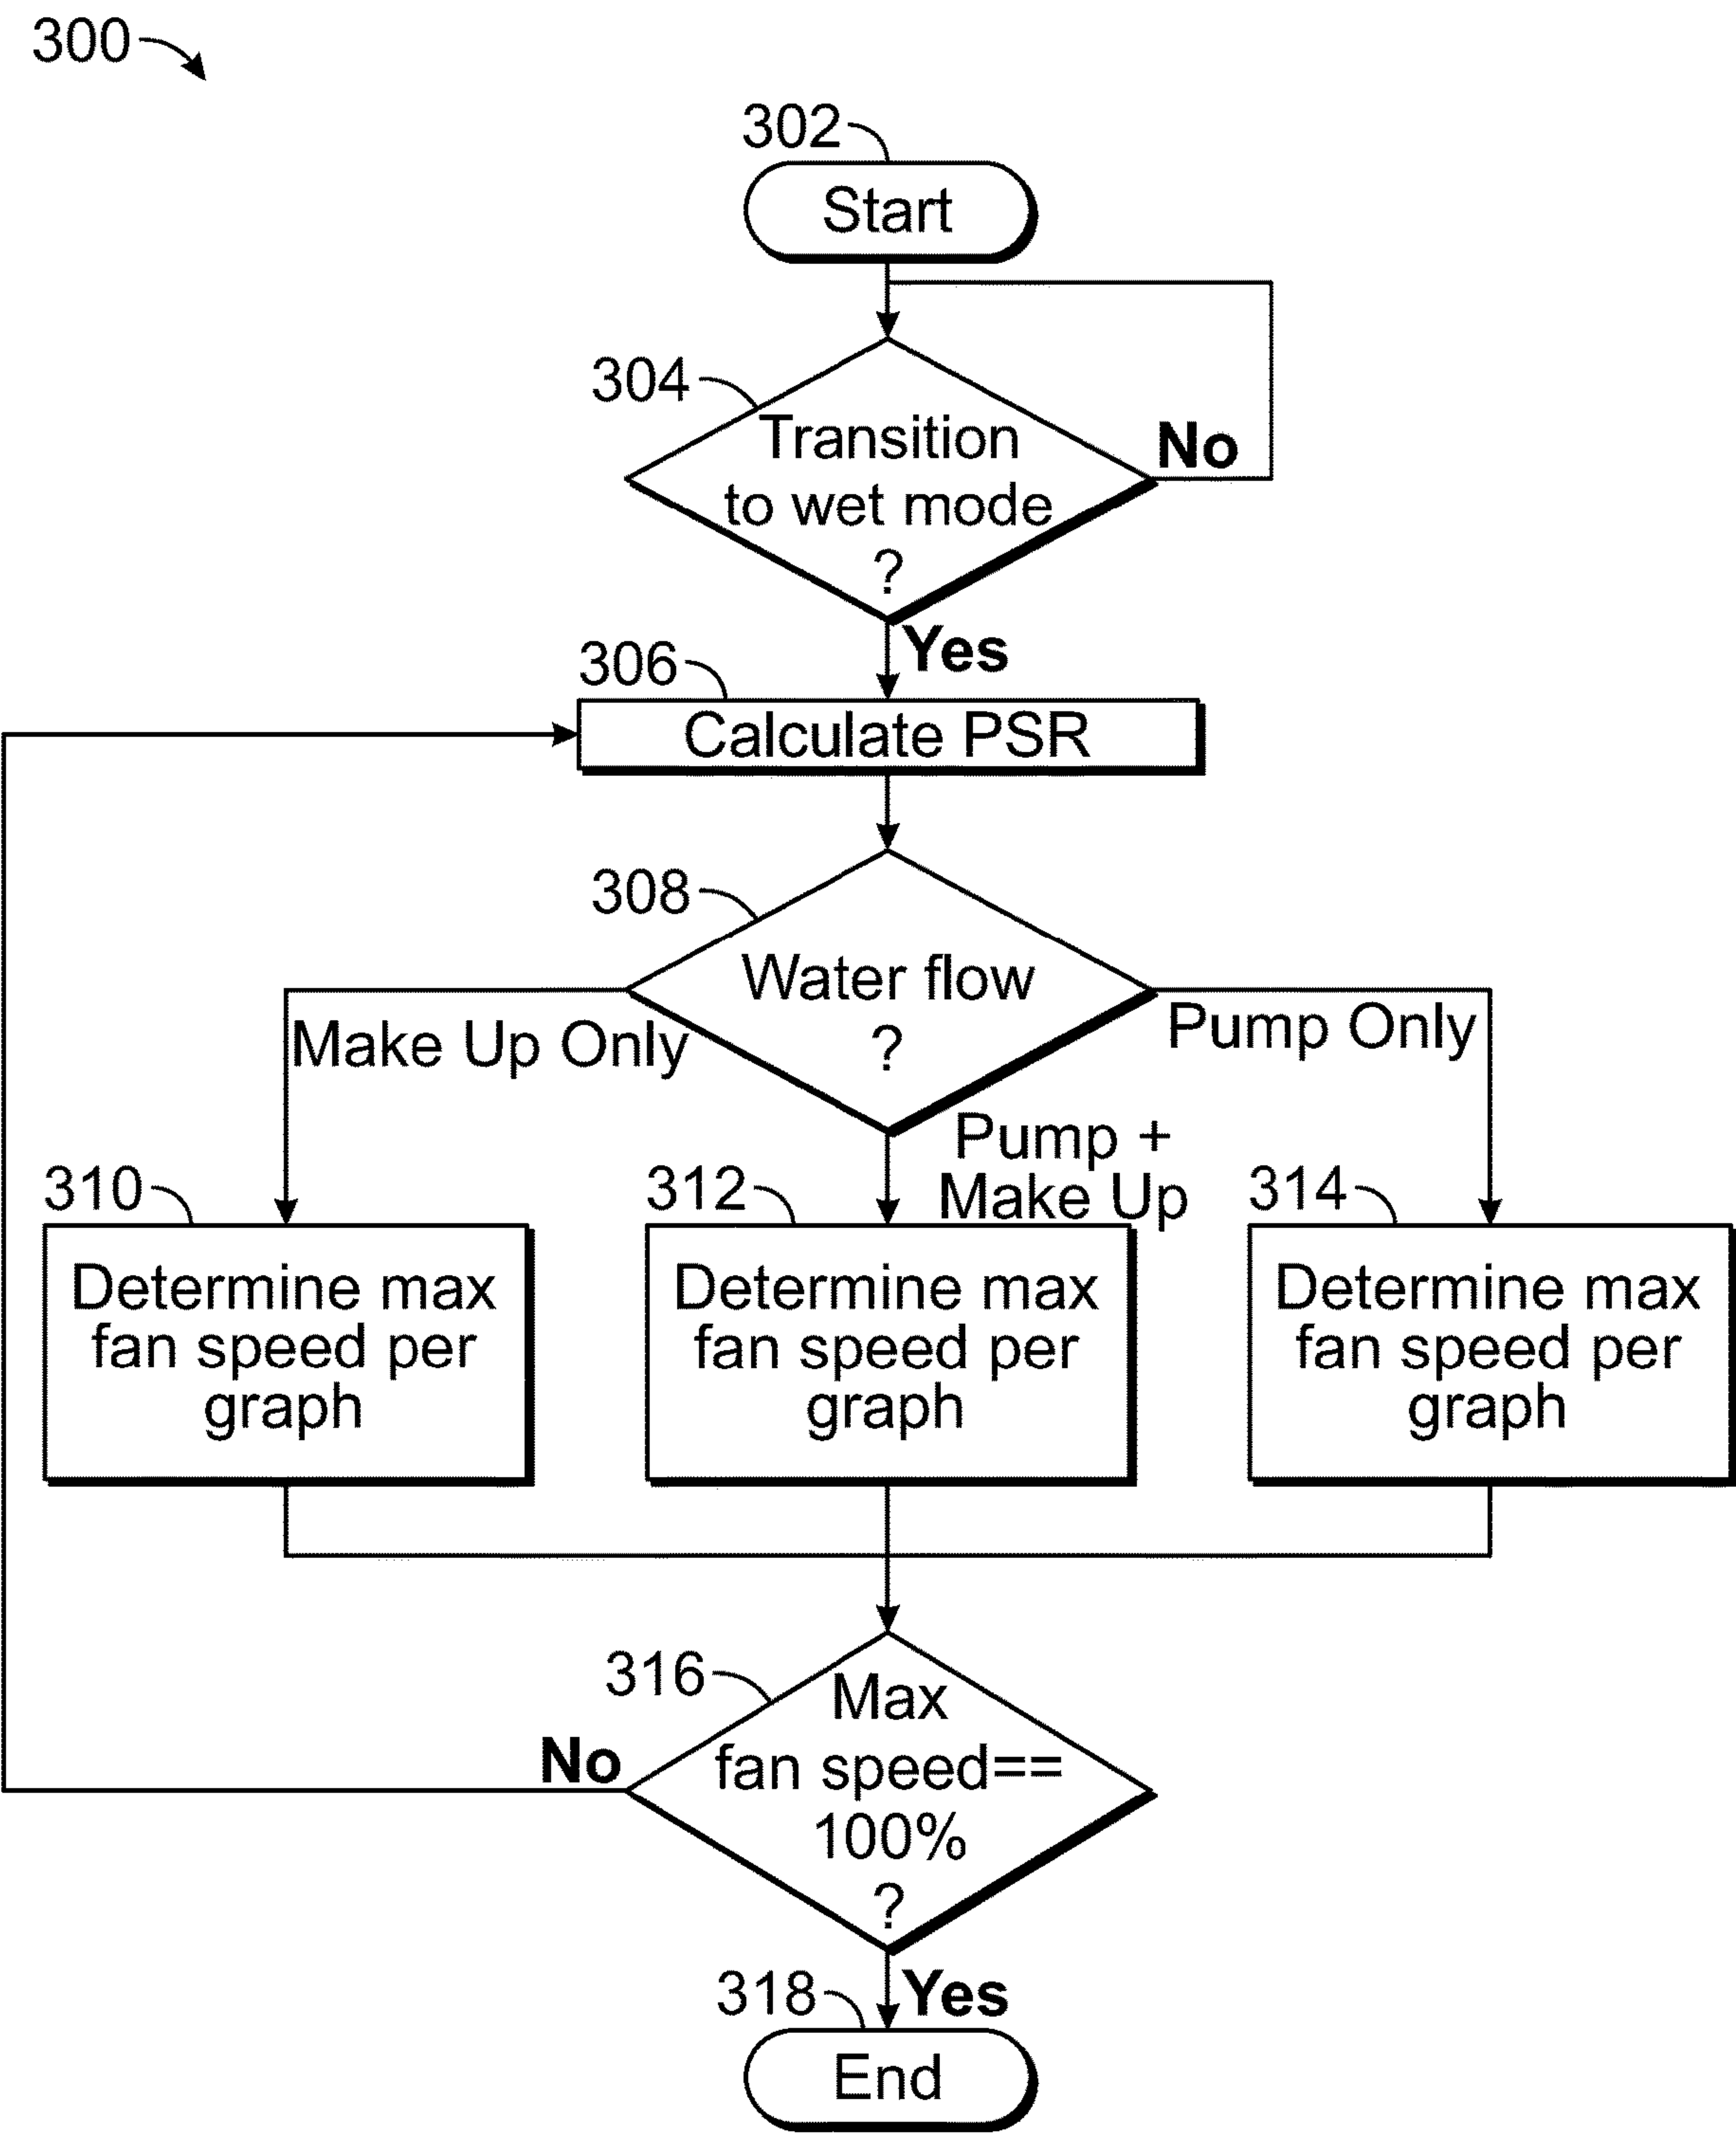 300
302
Start
304
Transition
to wet mode
?
No
Yes
306
Calculate PSR
308
Water flow
?
Make Up Only
Pump Only
Pump +
Make Up
310
Determine max
fan speed per
graph
312
Determine max
fan speed per
graph
314
Determine max
fan speed per
graph
316
Max
fan speed==
100%
?
No
Yes
318
End